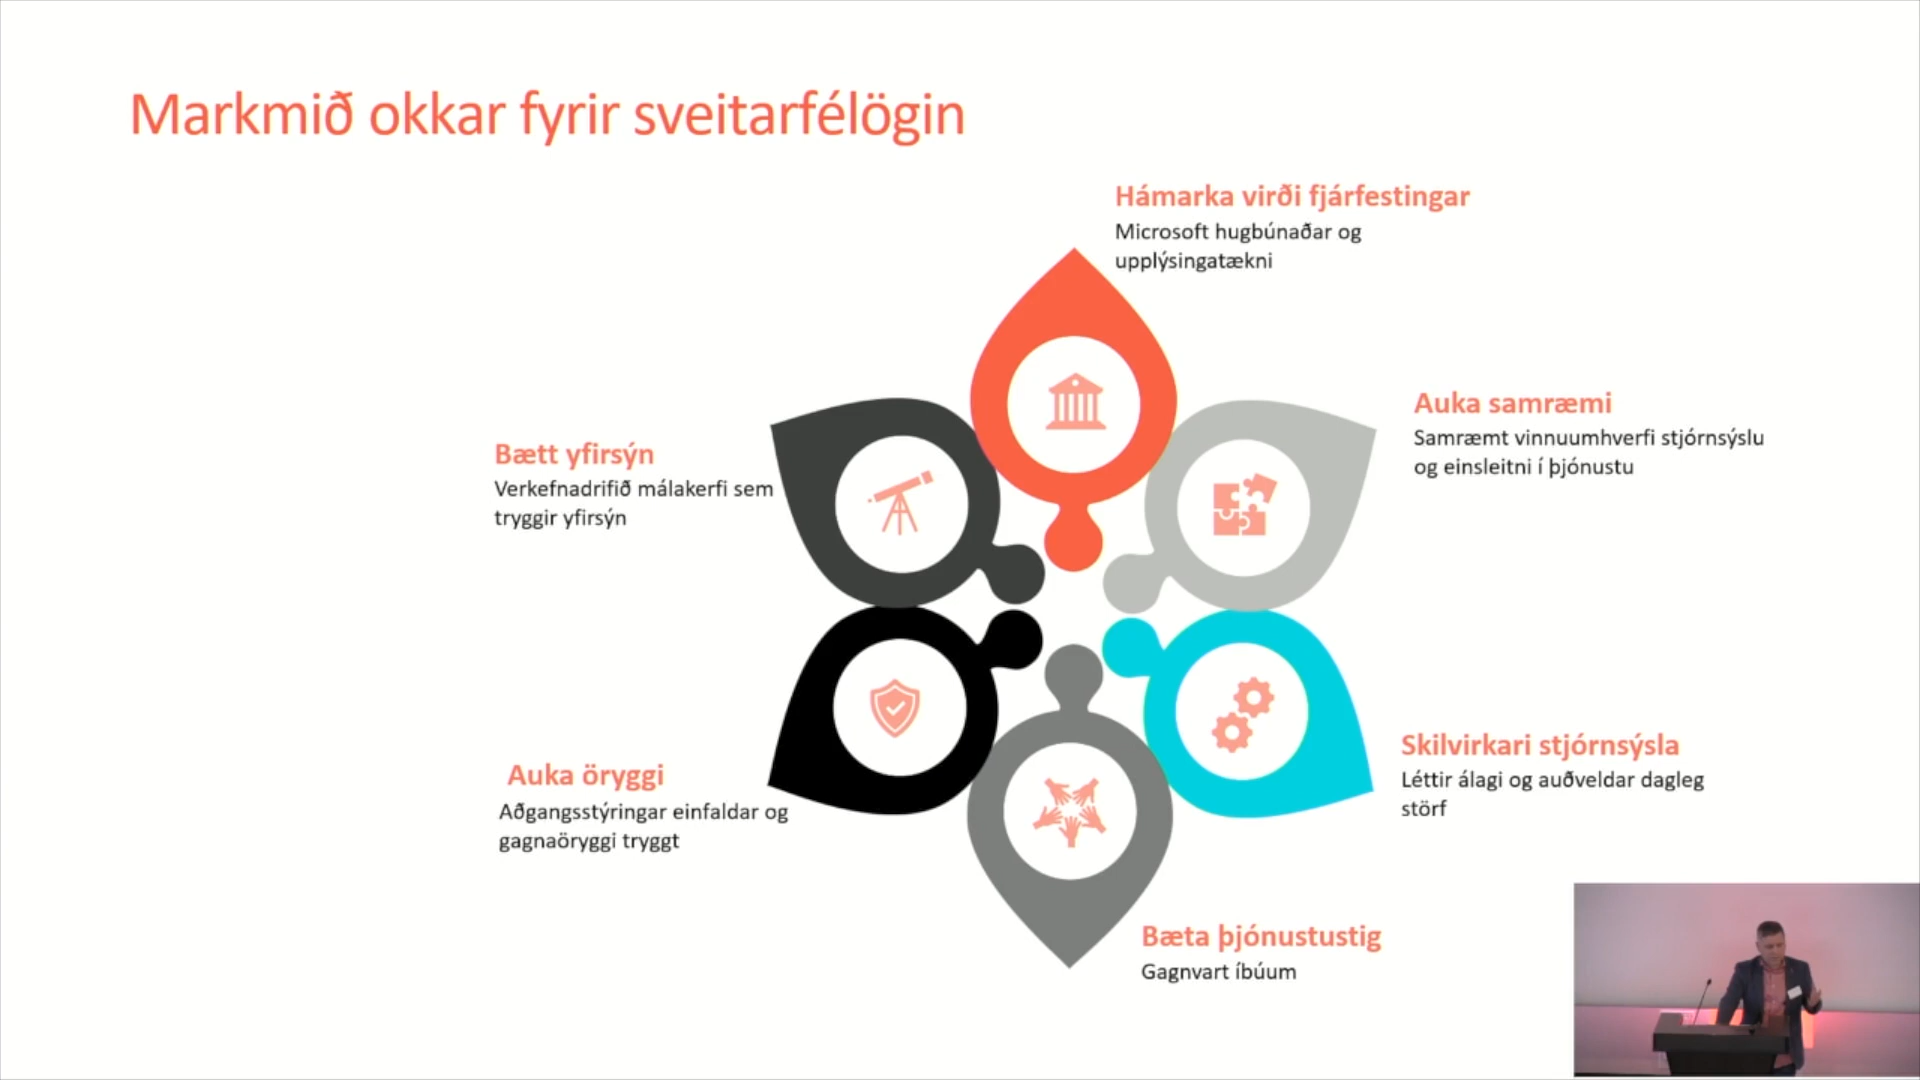 Markmið okkar fyrir sveitarfélögin
Hámarka virði fjárfestingar
Microsoft hugbúnaðar og
upplýsingatækni
Auka samræmi
Samræmt vinnuumhverfi stjórnsýslu
og einsleitni í þjónustu
Bætt yfirsýn
Verkefnadrifið málakerfi sem
tryggir yfirsýn
Skilvirkari stjórnsýsla
Léttir álagi og auðveldar dagleg
störf
Auka öryggi
Aðgangsstýringar einfaldar og
gagnaöryggi tryggt
Bæta þjónustustig
Gagnvart íbúum